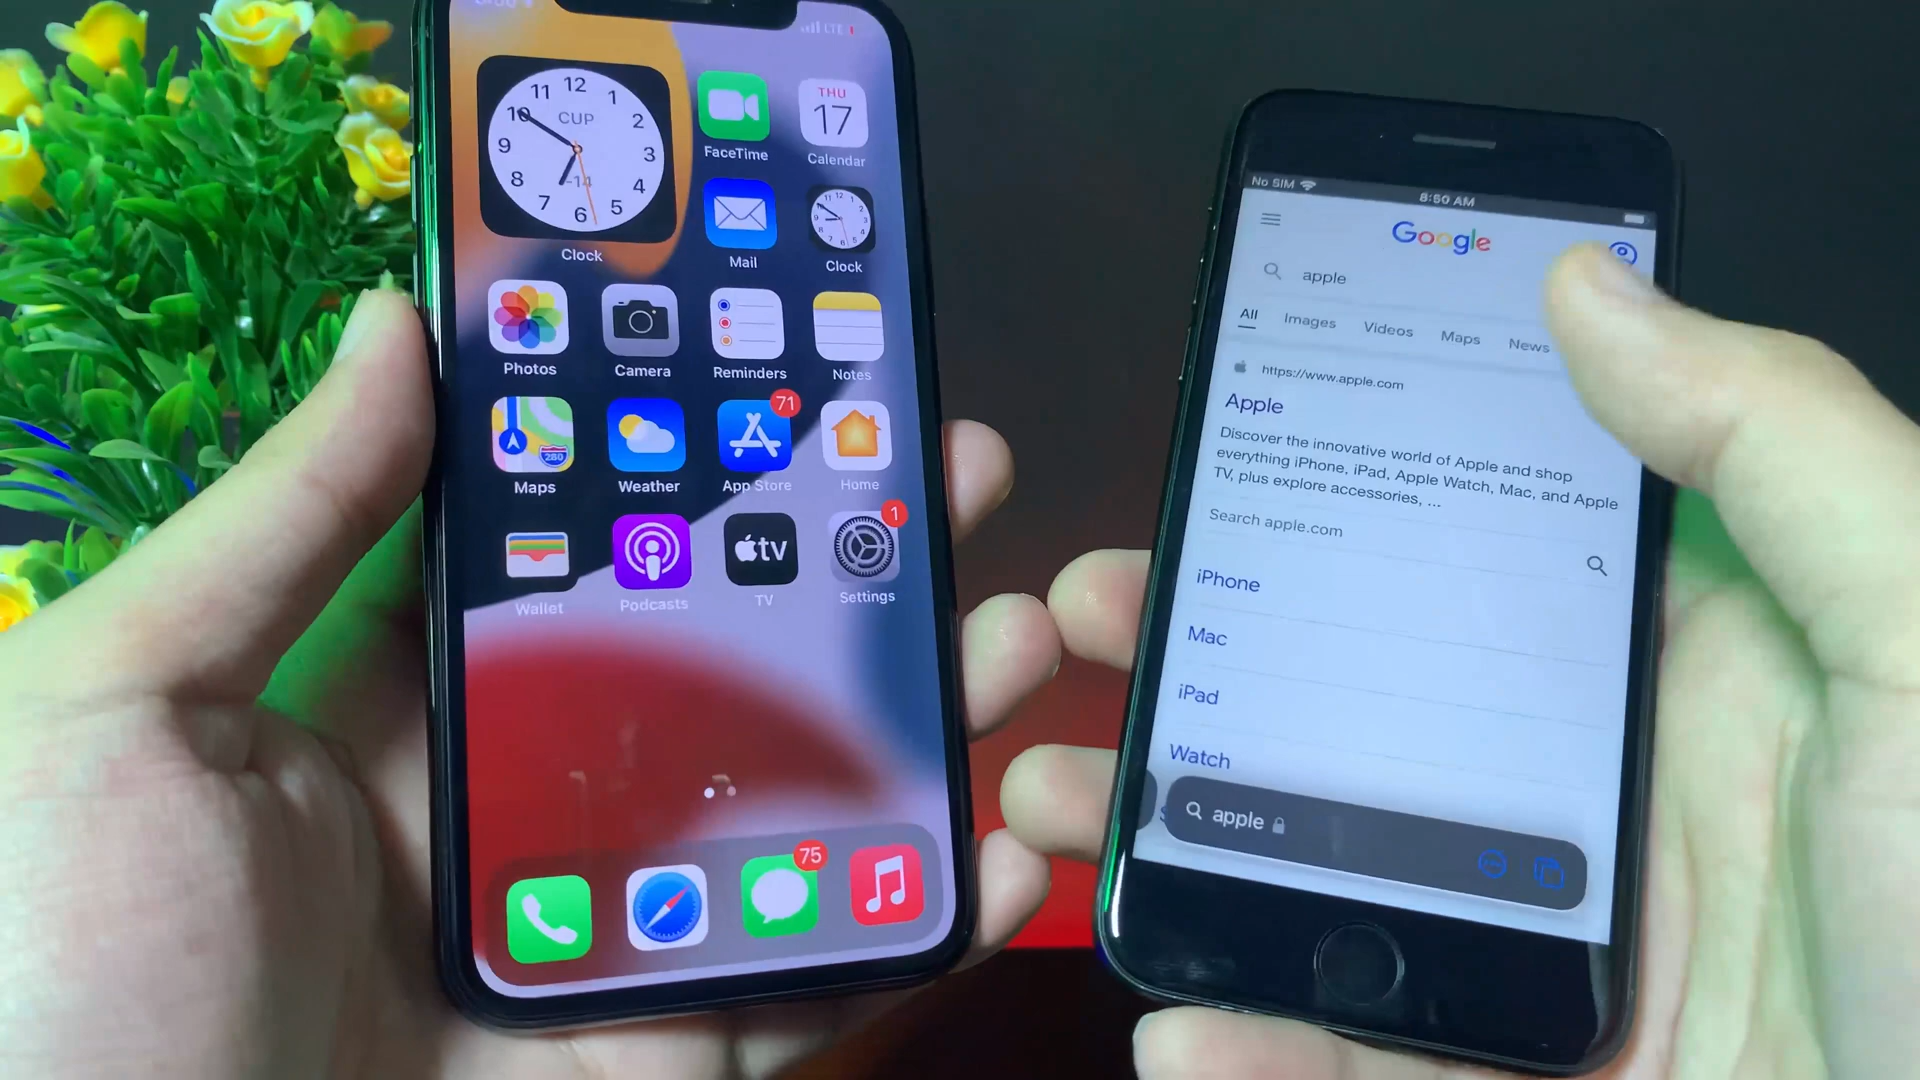 LTE
12
11
1
10
CUP
2
9
3
-14
8
4
7
5
6
Clock
FaceTime
THU
17
Calendar
Mail
Clock
Photos
Camera
Reminders
Notes
280
71
Maps
Weather
App Store
Home
tv
1
Wallet
Podcasts
TV
Settings
75
No SIM
8:50 AM
Google
apple
All Images Videos Maps News
https://www.apple.com
Apple
Discover the innovative world of Apple and shop
everything iPhone, iPad, Apple Watch, Mac, and Apple
TV, plus explore accessories, ...
Search apple.com
iPhone
Mac
iPad
Watch
apple